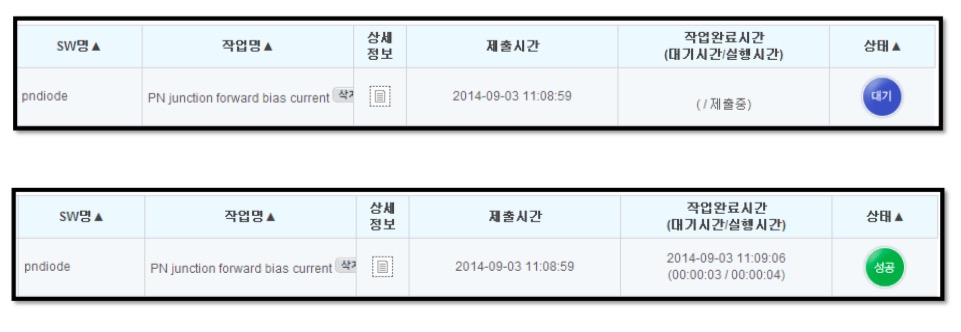 SW명▲ 작업명▲ 상세 정보 제출시간 작업완료시간 (대기시간/실행시간) 상태▲
pndiode PN junction forward bias current 2014-09-03 11:08:59 ( / 제출중) 대기
SW명▲ 작업명▲ 상세 정보 제출시간 작업완료시간 (대기시간/실행시간) 상태▲
pndiode PN junction forward bias current 2014-09-03 11:08:59 2014-09-03 11:09:06 (00:00:03 / 00:00:04) 성공